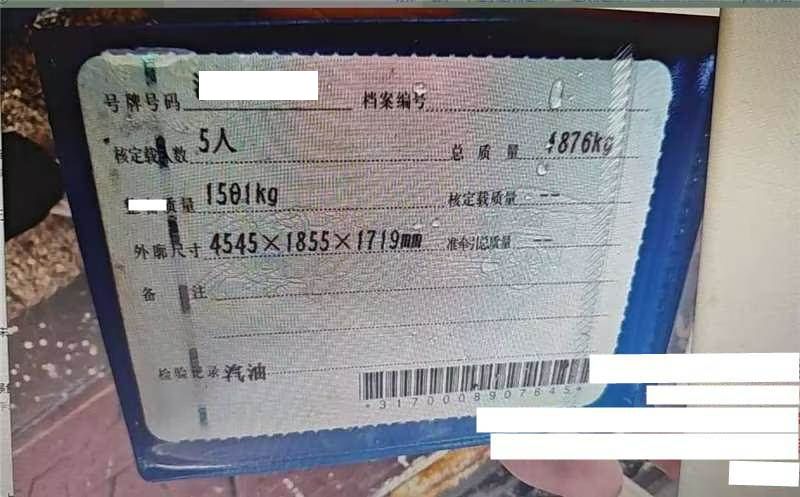 号牌号码 档案编号
核定载人数 5人 总质量 1876kg
质量 1501kg 核定载质量 --
外廓尺寸 4545×1855×1719mm 准牵引总质量 --
备注
检验记录 汽油
*3170008907645*